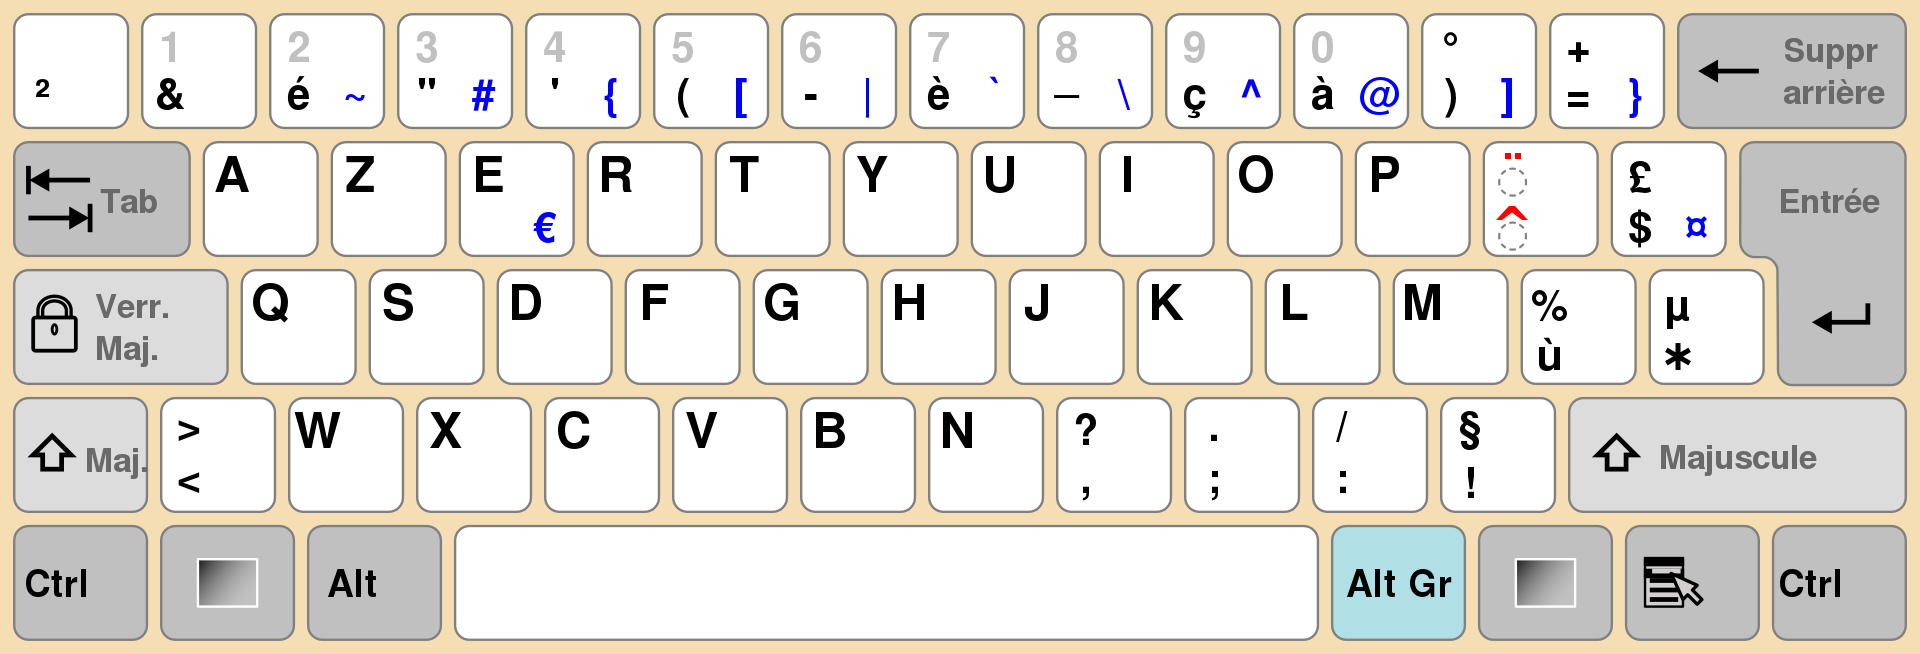 1 2 3 4 5 6 7 8 9 0 ° + Suppr
² & é ~ " # ' { ( [ - | è ` _ \ ç ^ à @ ) ] = } arrière
Tab A Z E € R T Y U I O P ¨ ^ £ $ ¤ Entrée
Verr. Maj. Q S D F G H J K L M % ù µ *
Maj. > < W X C V B N ? , . ; / : § ! Majuscule
Ctrl Alt Alt Gr Ctrl